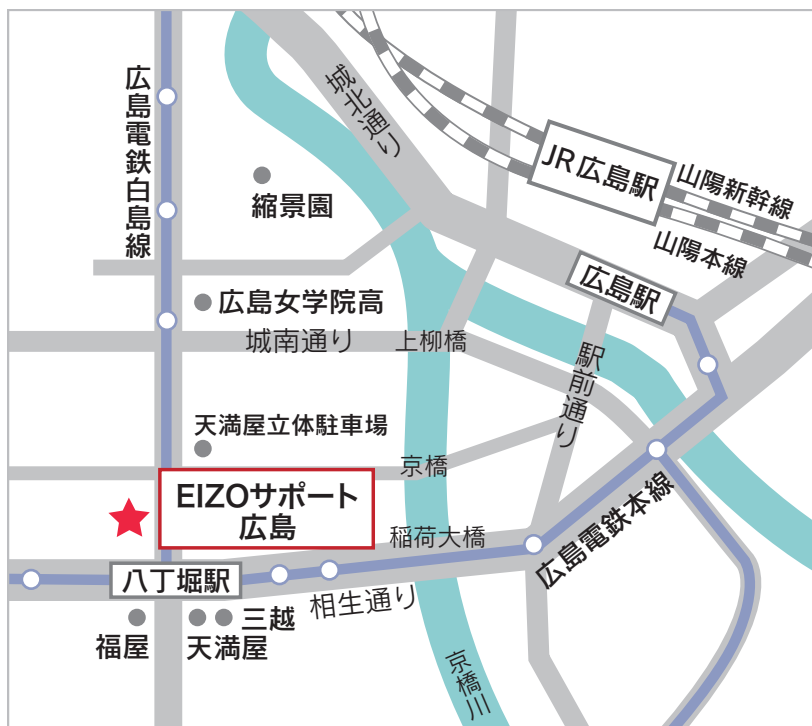 広島電鉄白島線
城北通り
JR広島駅
山陽新幹線
山陽本線
縮景園
広島駅
広島女学院高
城南通り
上柳橋
駅前通り
天満屋立体駐車場
京橋
EIZOサポート
広島
稲荷大橋
広島電鉄本線
八丁堀駅
相生通り
三越
福屋
天満屋
京橋川